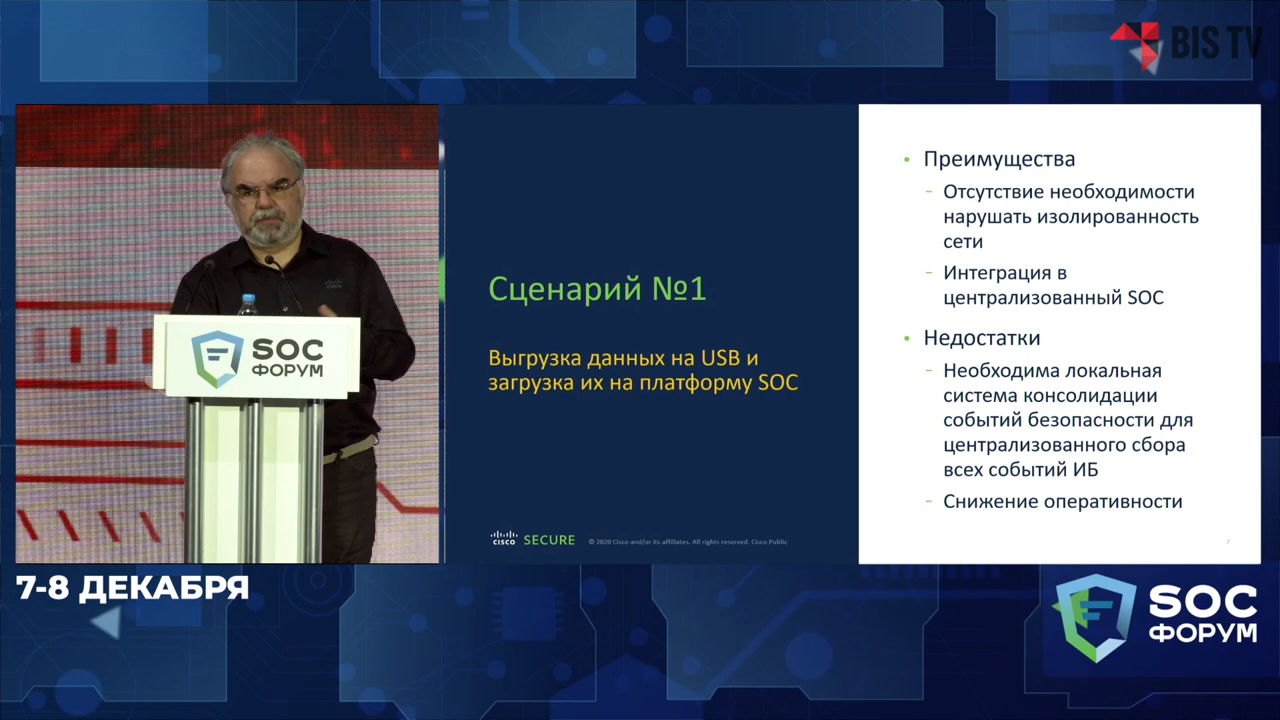 BIS TV
SOC
ФОРУМ
Сценарий №1
Выгрузка данных на USB и
загрузка их на платформу SOC
cisco SECURE © 2020 Cisco and/or its affiliates. All rights reserved. Cisco Public
• Преимущества
- Отсутствие необходимости
нарушать изолированность
сети
- Интеграция в
централизованный SOC
• Недостатки
- Необходима локальная
система консолидации
событий безопасности для
централизованного сбора
всех событий ИБ
- Снижение оперативности
7
7-8 ДЕКАБРЯ
SOC
ФОРУМ